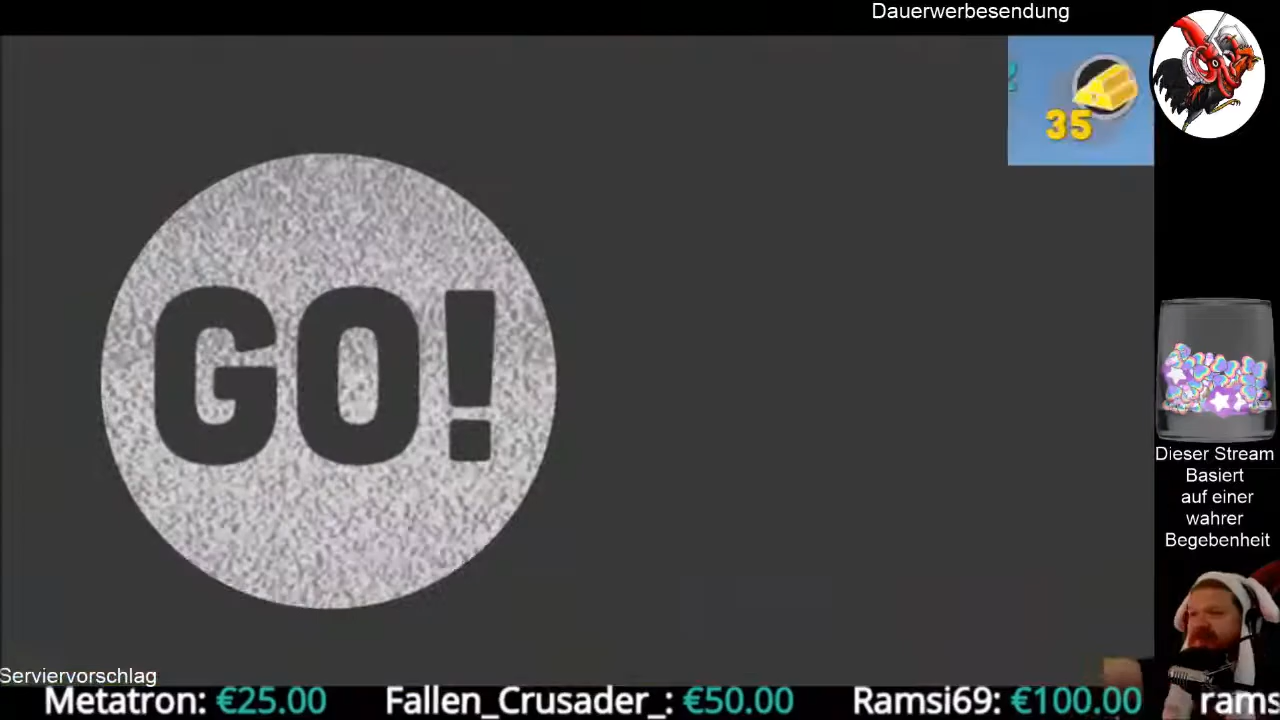 Dauerwerbesendung
35
GO!
Dieser Stream
Basiert
auf einer
wahrer
Begebenheit
Serviervorschlag
Metatron: €25.00 Fallen_Crusader_: €50.00 Ramsi69: €100.00 rams